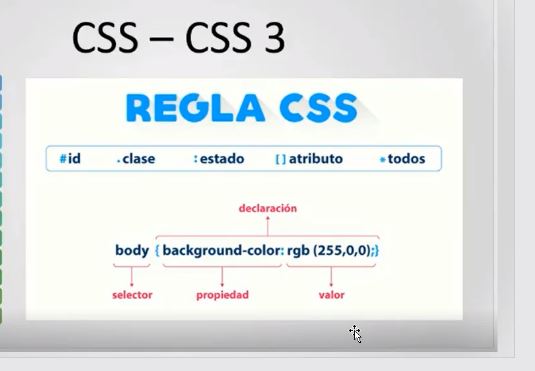 CSS – CSS 3
REGLA CSS
#id .clase :estado []atributo *todos
declaración
body { background-color: rgb (255,0,0);}
selector propiedad valor